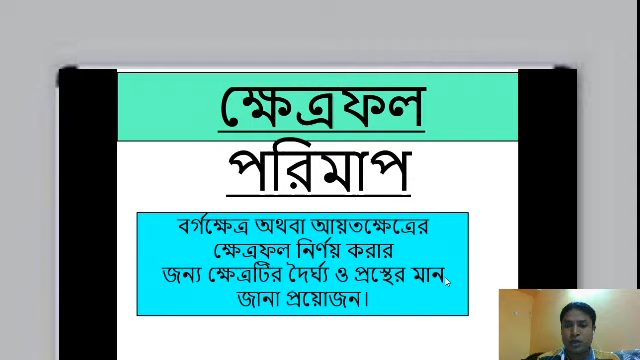 ক্ষেত্রফল
পরিমাপ
বর্গক্ষেত্র অথবা আয়তক্ষেত্রের
ক্ষেত্রফল নির্ণয় করার
জন্য ক্ষেত্রটির দৈর্ঘ্য ও প্রস্থের মান
জানা প্রয়োজন।